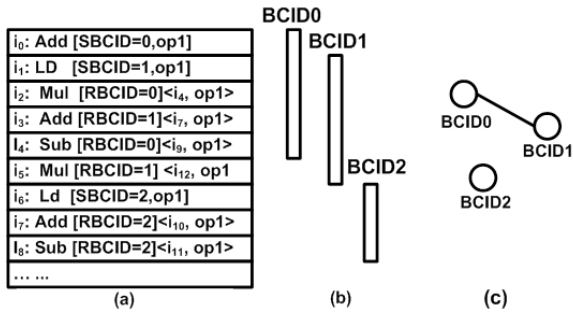 i0: Add [SBCID=0,op1]
i1: LD [SBCID=1,op1]
i2: Mul [RBCID=0]<i4, op1>
i3: Add [RBCID=1]<i7, op1>
I4: Sub [RBCID=0]<i9, op1>
i5: Mul [RBCID=1] <i12, op1
i6: Ld [SBCID=2,op1]
i7: Add [RBCID=2]<i10, op1>
I8: Sub [RBCID=2]<i11, op1>
... ...
(a)
BCID0
BCID1
BCID2
(b)
BCID0
BCID1
BCID2
(c)